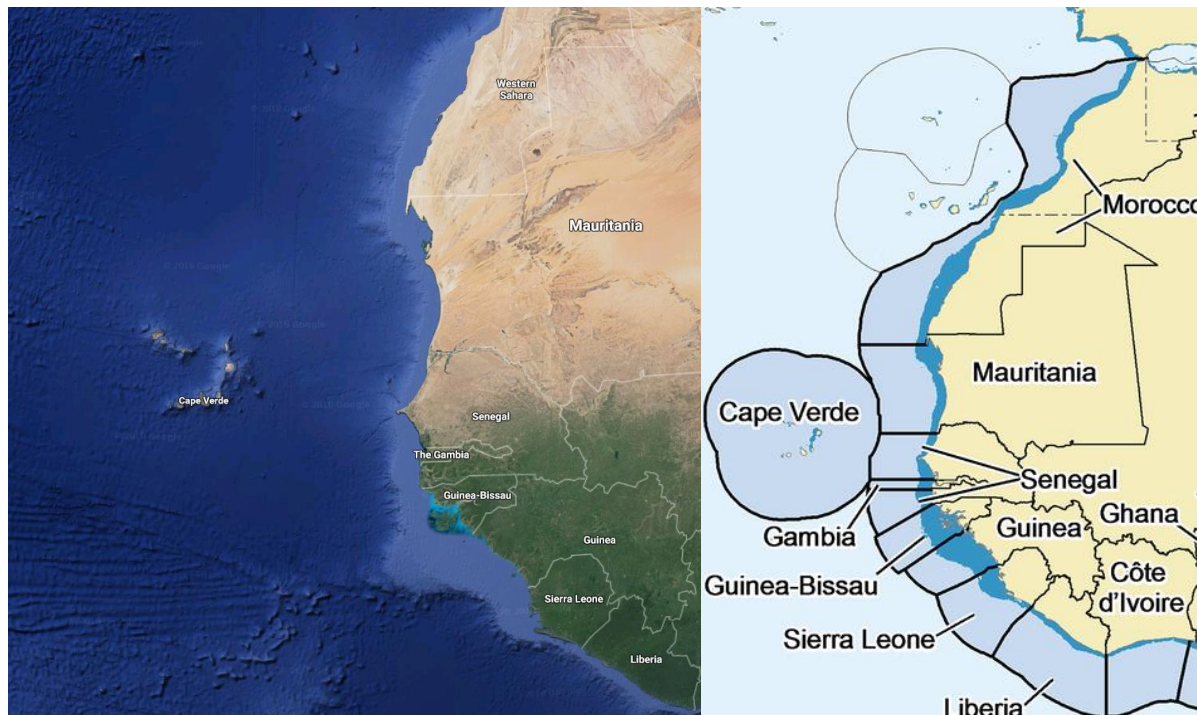 Western
Sahara
Mauritania
Cape Verde
Senegal
The Gambia
Guinea-Bissau
Guinea
Sierra Leone
Liberia
Morocco
Mauritania
Cape Verde
Senegal
Gambia
Guinea
Ghana
Guinea-Bissau
Côte
d'Ivoire
Sierra Leone
Liberia